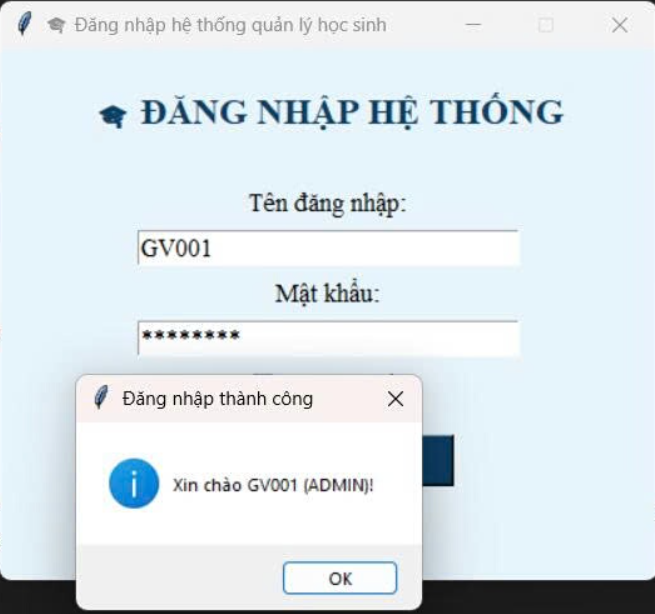 Đăng nhập hệ thống quản lý học sinh
ĐĂNG NHẬP HỆ THỐNG
Tên đăng nhập:
GV001
Mật khẩu:
********
Đăng nhập thành công
Xin chào GV001 (ADMIN)!
OK